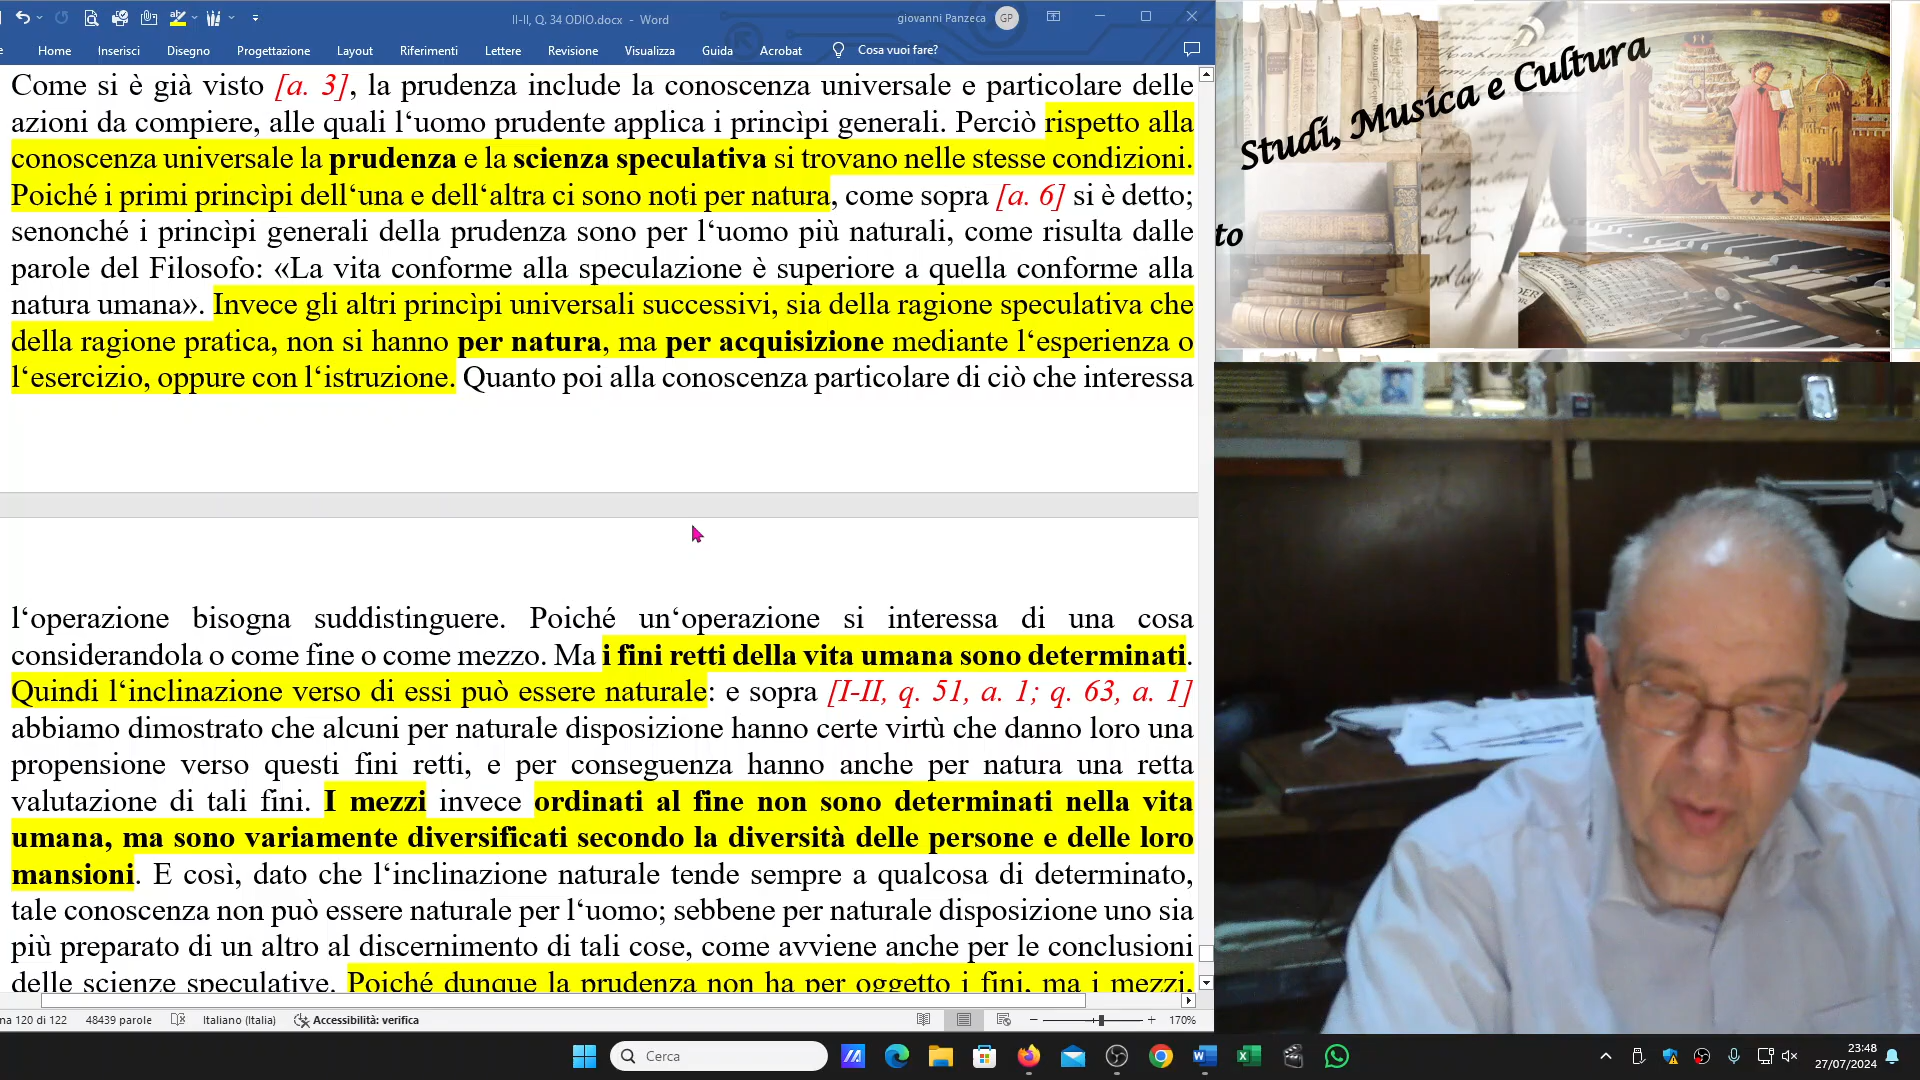 II-II, Q. 34 ODIO.docx - Word
giovanni Panzeca
GP
Home Inserisci Disegno Progettazione Layout Riferimenti Lettere Revisione Visualizza Guida Acrobat Cosa vuoi fare?
Come si è già visto [a. 3], la prudenza include la conoscenza universale e particolare delle
azioni da compiere, alle quali l‘uomo prudente applica i princìpi generali. Perciò rispetto alla
conoscenza universale la prudenza e la scienza speculativa si trovano nelle stesse condizioni.
Poiché i primi princìpi dell‘una e dell‘altra ci sono noti per natura, come sopra [a. 6] si è detto;
senonché i princìpi generali della prudenza sono per l‘uomo più naturali, come risulta dalle
parole del Filosofo: «La vita conforme alla speculazione è superiore a quella conforme alla
natura umana». Invece gli altri princìpi universali successivi, sia della ragione speculativa che
della ragione pratica, non si hanno per natura, ma per acquisizione mediante l‘esperienza o
l‘esercizio, oppure con l‘istruzione. Quanto poi alla conoscenza particolare di ciò che interessa
l‘operazione bisogna suddistinguere. Poiché un‘operazione si interessa di una cosa
considerandola o come fine o come mezzo. Ma i fini retti della vita umana sono determinati.
Quindi l‘inclinazione verso di essi può essere naturale: e sopra [I-II, q. 51, a. 1; q. 63, a. 1]
abbiamo dimostrato che alcuni per naturale disposizione hanno certe virtù che danno loro una
propensione verso questi fini retti, e per conseguenza hanno anche per natura una retta
valutazione di tali fini. I mezzi invece ordinati al fine non sono determinati nella vita
umana, ma sono variamente diversificati secondo la diversità delle persone e delle loro
mansioni. E così, dato che l‘inclinazione naturale tende sempre a qualcosa di determinato,
tale conoscenza non può essere naturale per l‘uomo; sebbene per naturale disposizione uno sia
più preparato di un altro al discernimento di tali cose, come avviene anche per le conclusioni
delle scienze speculative. Poiché dunque la prudenza non ha per oggetto i fini, ma i mezzi,
na 120 di 122 48439 parole Italiano (Italia) Accessibilità: verifica 170%
Studi, Musica e Cultura
to
Cerca
23:48
27/07/2024